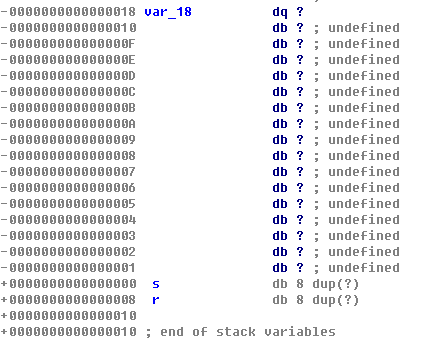 -0000000000000018 var_18 dq ?
-0000000000000010 db ? ; undefined
-000000000000000F db ? ; undefined
-000000000000000E db ? ; undefined
-000000000000000D db ? ; undefined
-000000000000000C db ? ; undefined
-000000000000000B db ? ; undefined
-000000000000000A db ? ; undefined
-0000000000000009 db ? ; undefined
-0000000000000008 db ? ; undefined
-0000000000000007 db ? ; undefined
-0000000000000006 db ? ; undefined
-0000000000000005 db ? ; undefined
-0000000000000004 db ? ; undefined
-0000000000000003 db ? ; undefined
-0000000000000002 db ? ; undefined
-0000000000000001 db ? ; undefined
+0000000000000000 s db 8 dup(?)
+0000000000000008 r db 8 dup(?)
+0000000000000010
+0000000000000010 ; end of stack variables